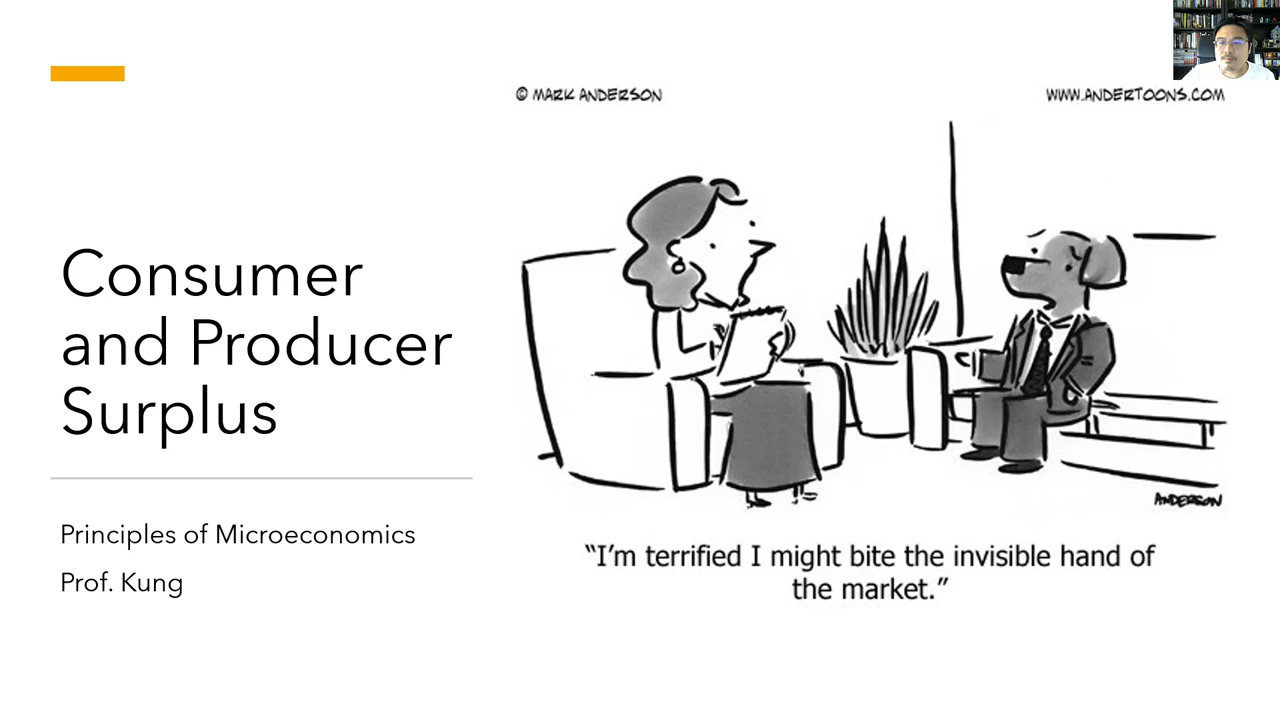 Consumer
and Producer
Surplus
Principles of Microeconomics
Prof. Kung
© MARK ANDERSON
WWW.ANDERTOONS.COM
ANDERSON
“I’m terrified I might bite the invisible hand of
the market.”